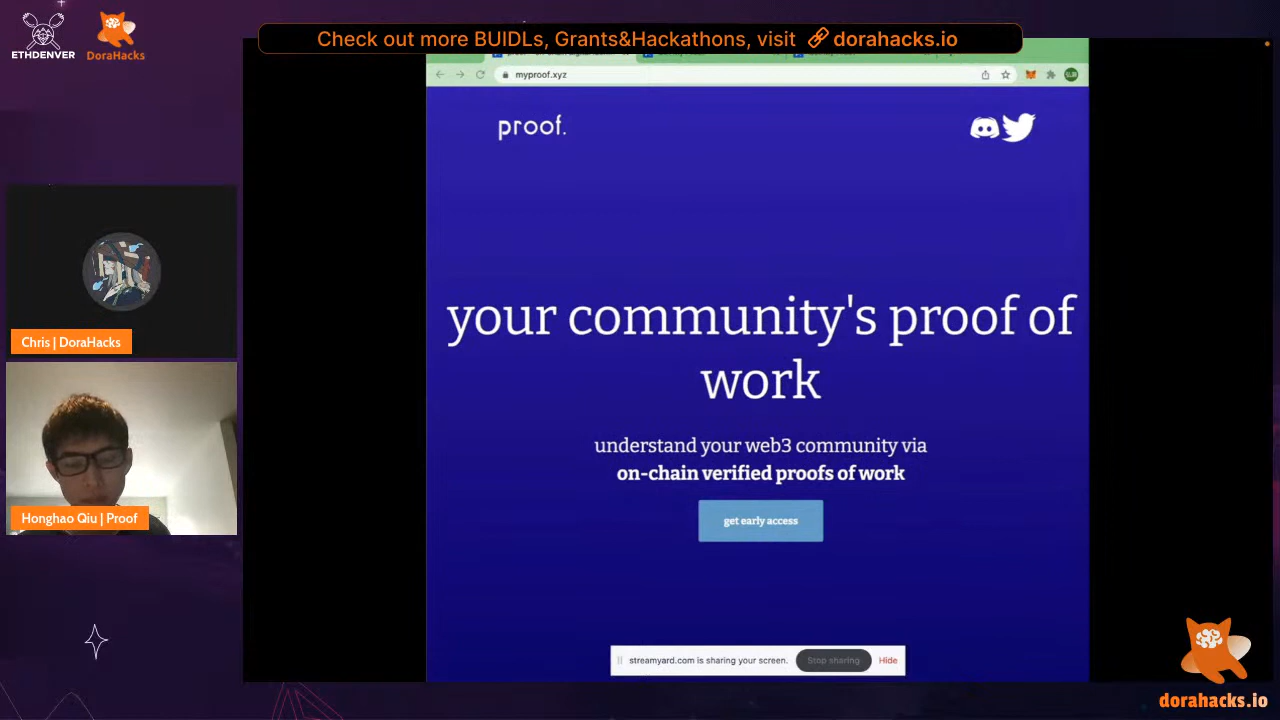 ETHDENVER
DoraHacks
Check out more BUIDLs, Grants&Hackathons, visit dorahacks.io
myproof.xyz
proof.
your community's proof of
work
understand your web3 community via
on-chain verified proofs of work
get early access
Chris | DoraHacks
Honghao Qiu | Proof
streamyard.com is sharing your screen. Stop sharing Hide
dorahacks.io